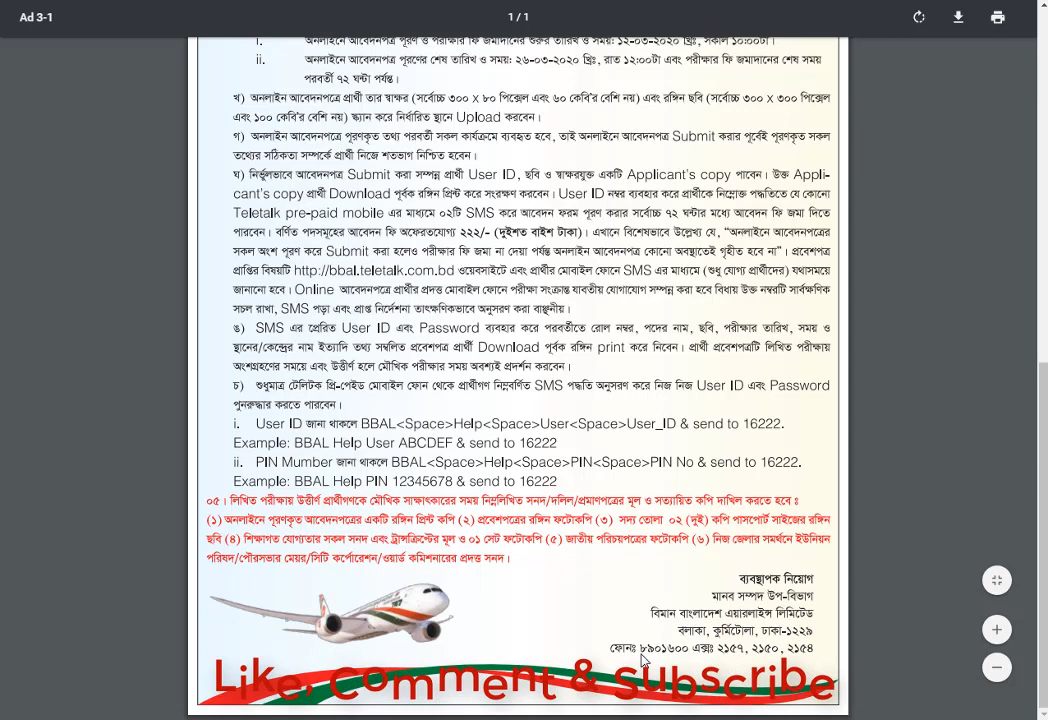 Ad 3-1
1 / 1
i. অনলাইনে আবেদনপত্র পূরণ ও পরীক্ষার ফি জমাদানের শুরুর তারিখ ও সময়: ১২-০৩-২০২০ খ্রিঃ, সকাল ১০:০০টা।
ii. অনলাইনে আবেদনপত্র পূরণের শেষ তারিখ ও সময়: ২৬-০৩-২০২০ খ্রিঃ, রাত ১২:০০টা এবং পরীক্ষার ফি জমাদানের শেষ সময়
পরবর্তী ৭২ ঘন্টা পর্যন্ত।
খ) অনলাইন আবেদনপত্রে প্রার্থী তার স্বাক্ষর (সর্বোচ্চ ৩০০ X ৮০ পিক্সেল এবং ৬০ কেবি'র বেশি নয়) এবং রঙ্গিন ছবি (সর্বোচ্চ ৩০০ X ৩০০ পিক্সেল
এবং ১০০ কেবি'র বেশি নয়) স্ক্যান করে নির্ধারিত স্থানে Upload করবেন।
গ) অনলাইন আবেদনপত্রে পূরণকৃত তথ্য পরবর্তী সকল কার্যক্রমে ব্যবহৃত হবে, তাই অনলাইনে আবেদনপত্র Submit করার পূর্বেই পূরণকৃত সকল
তথ্যের সঠিকতা সম্পর্কে প্রার্থী নিজে শতভাগ নিশ্চিত হবেন।
ঘ) নির্ভুলভাবে আবেদনপত্র Submit করা সম্পন্ন প্রার্থী User ID, ছবি ও স্বাক্ষরযুক্ত একটি Applicant's copy পাবেন। উক্ত Appli-
cant's copy প্রার্থী Download পূর্বক রঙ্গিন প্রিন্ট করে সংরক্ষণ করবেন। User ID নম্বর ব্যবহার করে প্রার্থীকে নিম্নোক্ত পদ্ধতিতে যে কোনো
Teletalk pre-paid mobile এর মাধ্যমে ০২টি SMS করে আবেদন ফরম পূরণ করার সর্বোচ্চ ৭২ ঘন্টার মধ্যে আবেদন ফি জমা দিতে
পারবেন। বর্ণিত পদসমূহের আবেদন ফি অফেরতযোগ্য ২২২/- (দুইশত বাইশ টাকা)। এখানে বিশেষভাবে উল্লেখ্য যে, “অনলাইনে আবেদনপত্রের
সকল অংশ পূরণ করে Submit করা হলেও পরীক্ষার ফি জমা না দেয়া পর্যন্ত অনলাইন আবেদনপত্র কোনো অবস্থাতেই গৃহীত হবে না”। প্রবেশপত্র
প্রাপ্তির বিষয়টি http://bbal.teletalk.com.bd ওয়েবসাইটে এবং প্রার্থীর মোবাইল ফোনে SMS এর মাধ্যমে (শুধু যোগ্য প্রার্থীদের) যথাসময়ে
জানানো হবে। Online আবেদনপত্রে প্রার্থীর প্রদত্ত মোবাইল ফোনে পরীক্ষা সংক্রান্ত যাবতীয় যোগাযোগ সম্পন্ন করা হবে বিধায় উক্ত নম্বরটি সার্বক্ষণিক
সচল রাখা, SMS পড়া এবং প্রাপ্ত নির্দেশনা তাৎক্ষণিকভাবে অনুসরণ করা বাঞ্ছনীয়।
ঙ) SMS এর প্রেরিত User ID এবং Password ব্যবহার করে পরবর্তীতে রোল নম্বর, পদের নাম, ছবি, পরীক্ষার তারিখ, সময় ও
স্থানের/কেন্দ্রের নাম ইত্যাদি তথ্য সম্বলিত প্রবেশপত্র প্রার্থী Download পূর্বক রঙ্গিন print করে নিবেন। প্রার্থী প্রবেশপত্রটি লিখিত পরীক্ষায়
অংশগ্রহণের সময়ে এবং উত্তীর্ণ হলে মৌখিক পরীক্ষার সময় অবশ্যই প্রদর্শন করবেন।
চ) শুধুমাত্র টেলিটক প্রি-পেইড মোবাইল ফোন থেকে প্রার্থীগণ নিম্নবর্ণিত SMS পদ্ধতি অনুসরণ করে নিজ নিজ User ID এবং Password
পুনরুদ্ধার করতে পারবেন।
i. User ID জানা থাকলে BBAL<Space>Help<Space>User<Space>User_ID & send to 16222.
Example: BBAL Help User ABCDEF & send to 16222
ii. PIN Mumber জানা থাকলে BBAL<Space>Help<Space>PIN<Space>PIN No & send to 16222.
Example: BBAL Help PIN 12345678 & send to 16222
০৫। লিখিত পরীক্ষায় উত্তীর্ণ প্রার্থীগণকে মৌখিক সাক্ষাৎকারের সময় নিম্নলিখিত সনদ/দলিল/প্রমাণপত্রের মূল ও সত্যায়িত কপি দাখিল করতে হবে ঃ
(১) অনলাইনে পূরণকৃত আবেদনপত্রের একটি রঙ্গিন প্রিন্ট কপি (২) প্রবেশপত্রের রঙ্গিন ফটোকপি (৩) সদ্য তোলা ০২ (দুই) কপি পাসপোর্ট সাইজের রঙ্গিন
ছবি (৪) শিক্ষাগত যোগ্যতার সকল সনদ এবং ট্রান্সক্রিপ্টের মূল ও ০১ সেট ফটোকপি (৫) জাতীয় পরিচয়পত্রের ফটোকপি (৬) নিজ জেলার সমর্থনে ইউনিয়ন
পরিষদ/পৌরসভার মেয়র/সিটি কর্পোরেশন/ওয়ার্ড কমিশনারের প্রদত্ত সনদ।
ব্যবস্থাপক নিয়োগ
মানব সম্পদ উপ-বিভাগ
বিমান বাংলাদেশ এয়ারলাইন্স লিমিটেড
বলাকা, কুর্মিটোলা, ঢাকা-১২২৯
ফোনঃ ৮৯০১৬০০ এক্সঃ ২১৫৭, ২১৫০, ২১৫৪
Like, Comment & Subscribe